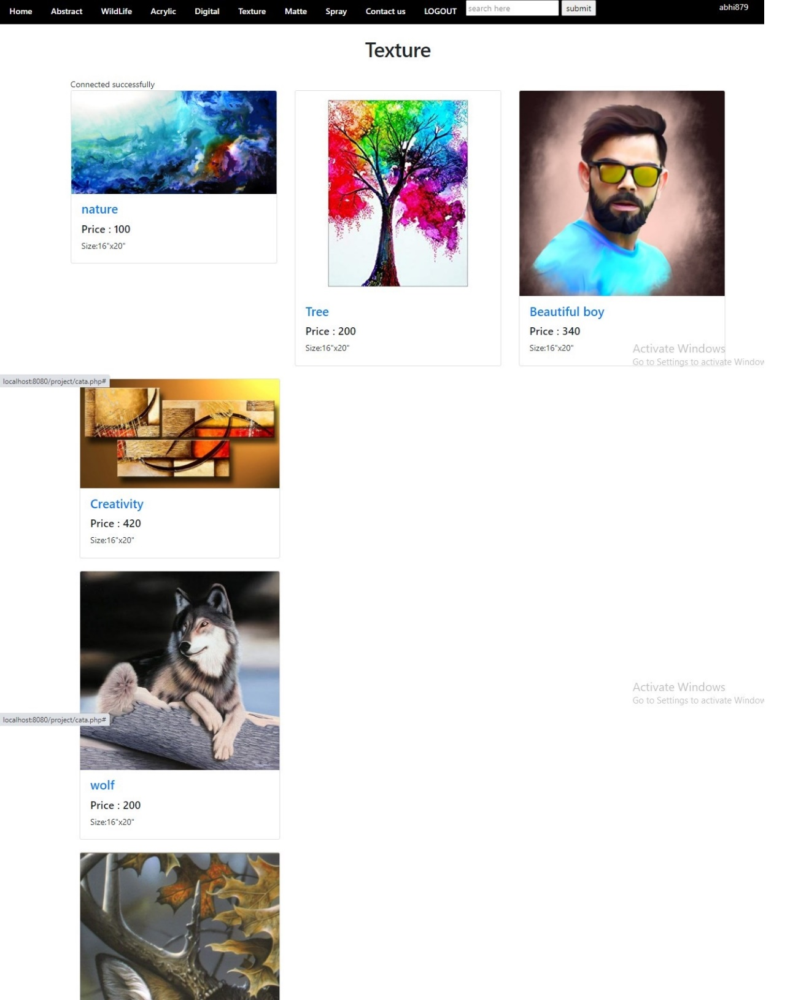 Home Abstract WildLife Acrylic Digital Texture Matte Spray Contact us LOGOUT search here submit abhi879
Texture
Connected successfully
nature
Price : 100
Size:16"x20"
Tree
Price : 200
Size:16"x20"
Beautiful boy
Price : 340
Size:16"x20"
Activate Windows
Go to Settings to activate Window
localhost:8080/project/cata.php#
Creativity
Price : 420
Size:16"x20"
Activate Windows
Go to Settings to activate Window
localhost:8080/project/cata.php#
wolf
Price : 200
Size:16"x20"